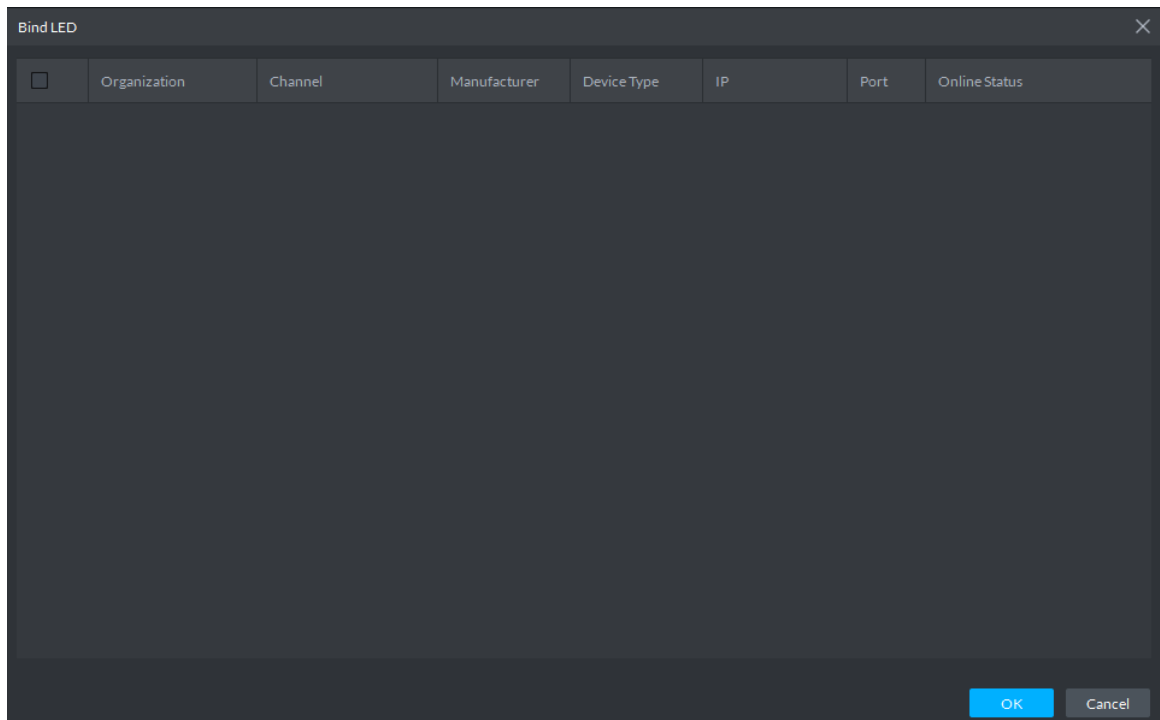 Bind LED
Organization Channel Manufacturer Device Type IP Port Online Status
OK Cancel